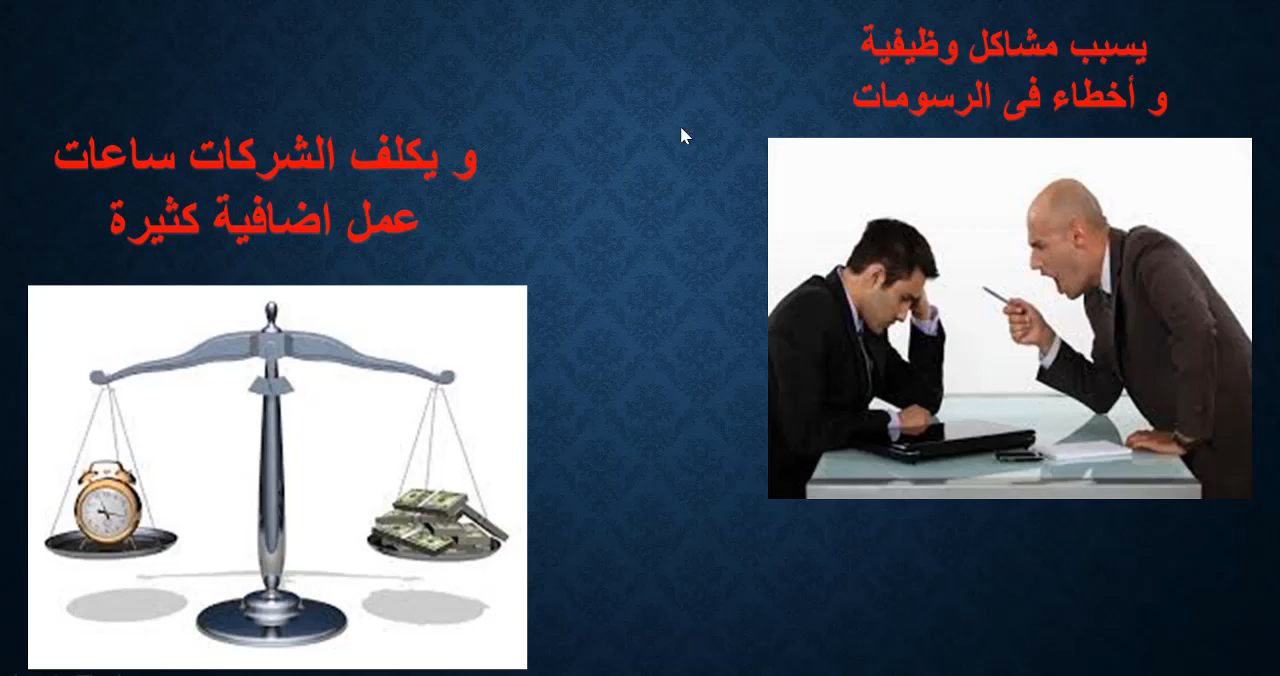 يسبب مشاكل وظيفية
و أخطاء فى الرسومات
و يكلف الشركات ساعات
عمل اضافية كثيرة